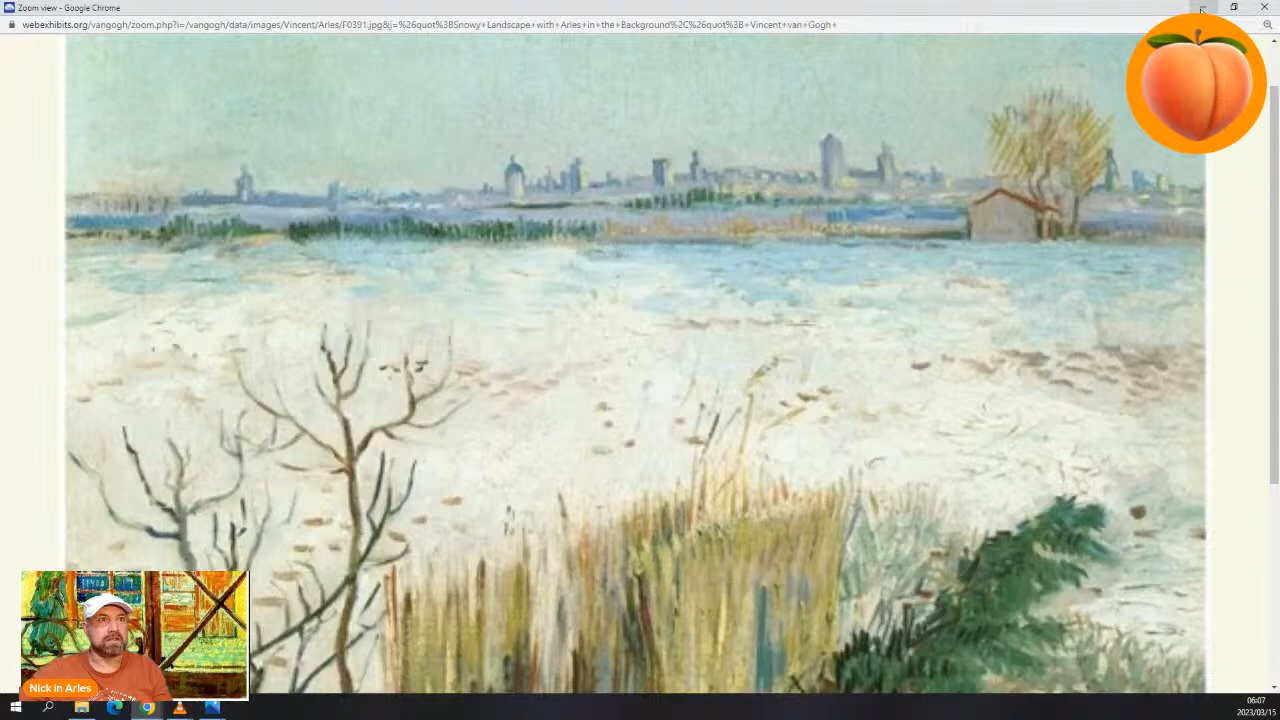 Zoom view - Google Chrome
webexhibits.org/vangogh/zoom.php?i=/vangogh/data/images/Vincent/Arles/F0391.jpg&j=%26quot%3BSnowy+Landscape+with+Arles+in+the+Background%2C%26quot%3B+Vincent+van+Gogh+
Nick in Arles
06:07
2023/03/15